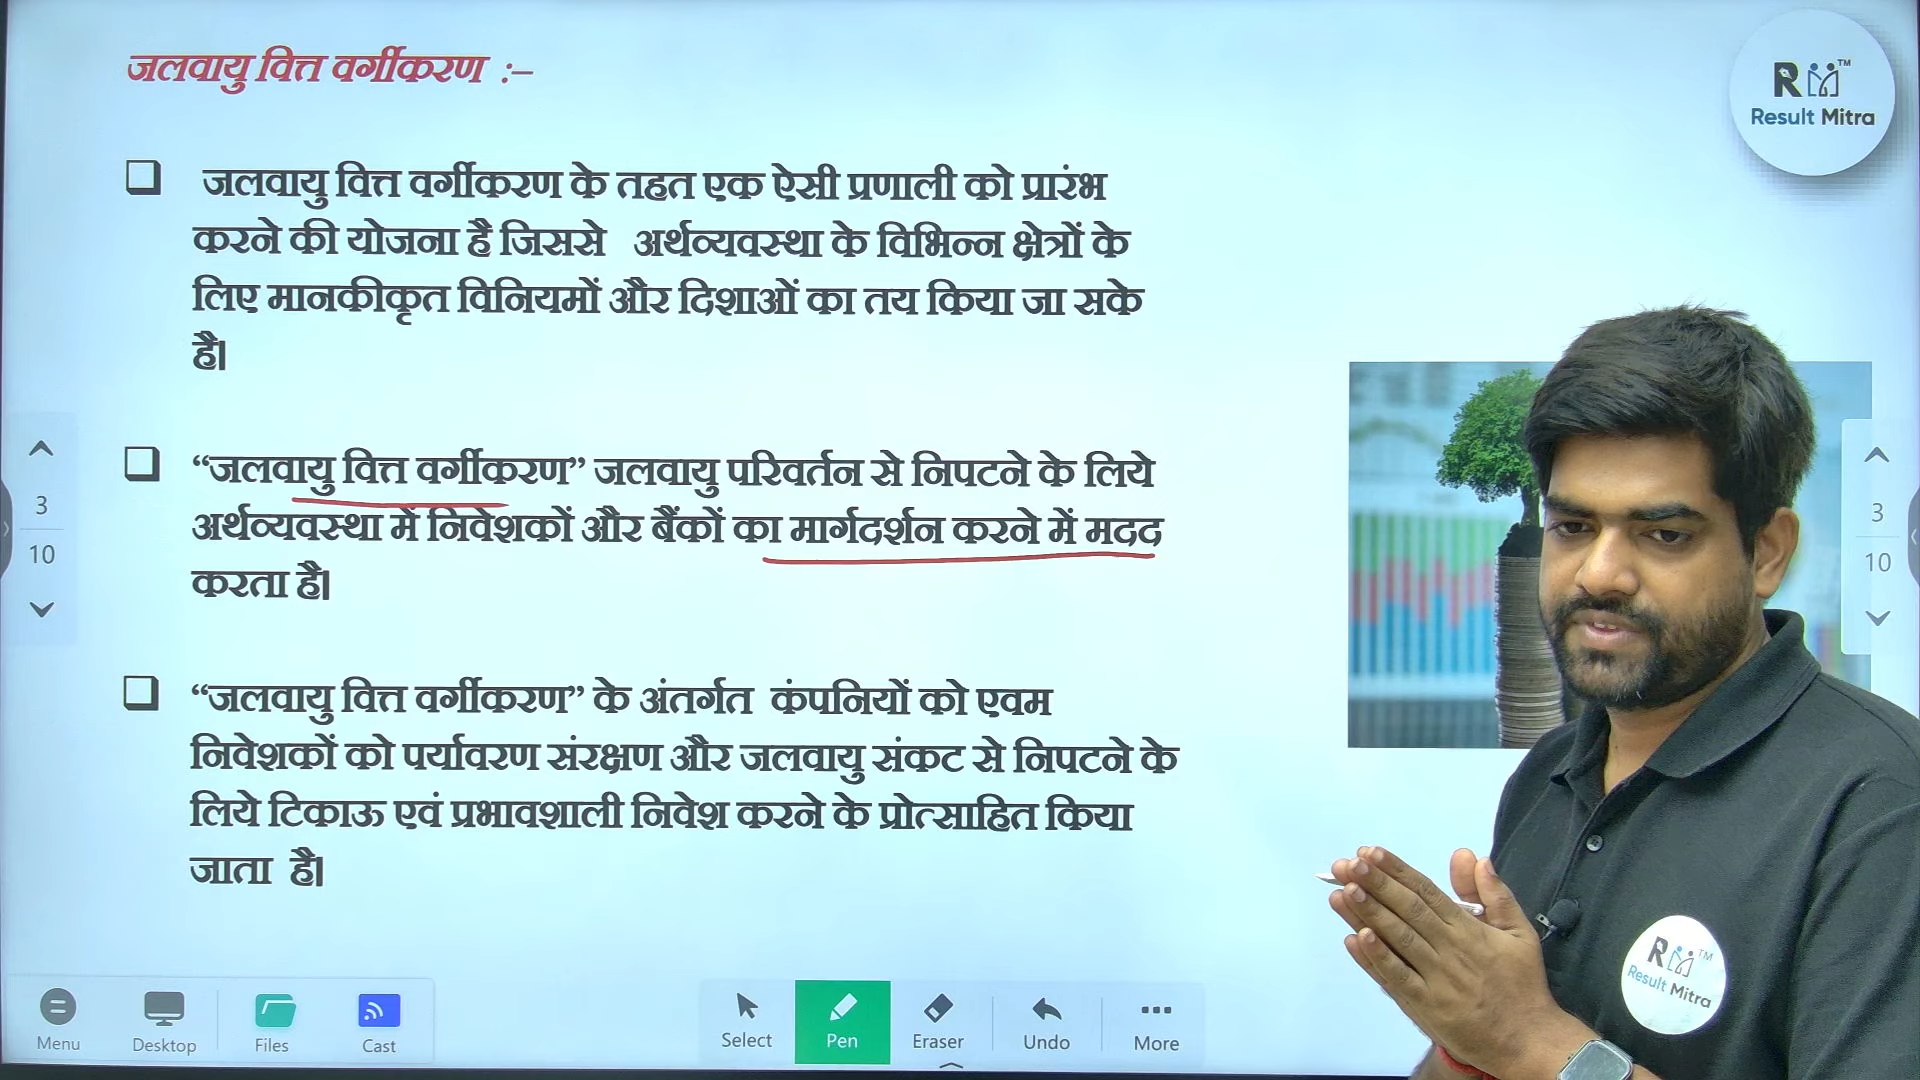 जलवायु वित्त वर्गीकरण :–
R TM
Result Mitra
❑ जलवायु वित्त वर्गीकरण के तहत एक ऐसी प्रणाली को प्रारंभ
करने की योजना है जिससे अर्थव्यवस्था के विभिन्न क्षेत्रों के
लिए मानकीकृत विनियमों और दिशाओं का तय किया जा सके
है।
❑ “जलवायु वित्त वर्गीकरण” जलवायु परिवर्तन से निपटने के लिये
अर्थव्यवस्था में निवेशकों और बैंकों का मार्गदर्शन करने में मदद
करता है।
❑ “जलवायु वित्त वर्गीकरण” के अंतर्गत कंपनियों को एवम
निवेशकों को पर्यावरण संरक्षण और जलवायु संकट से निपटने के
लिये टिकाऊ एवं प्रभावशाली निवेश करने के प्रोत्साहित किया
जाता है।
3
10
3
10
R TM
Result Mitra
Menu Desktop Files Cast Select Pen Eraser Undo More